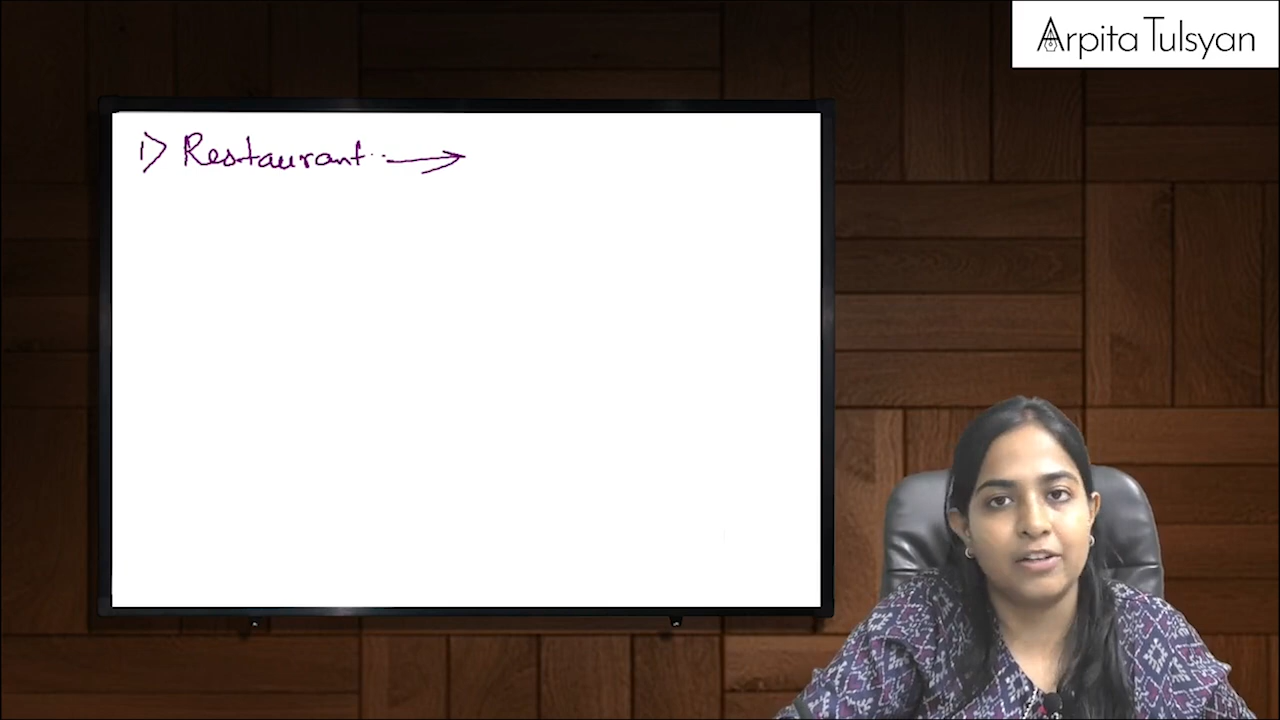 Arpita Tulsyan
1) Restaurant →